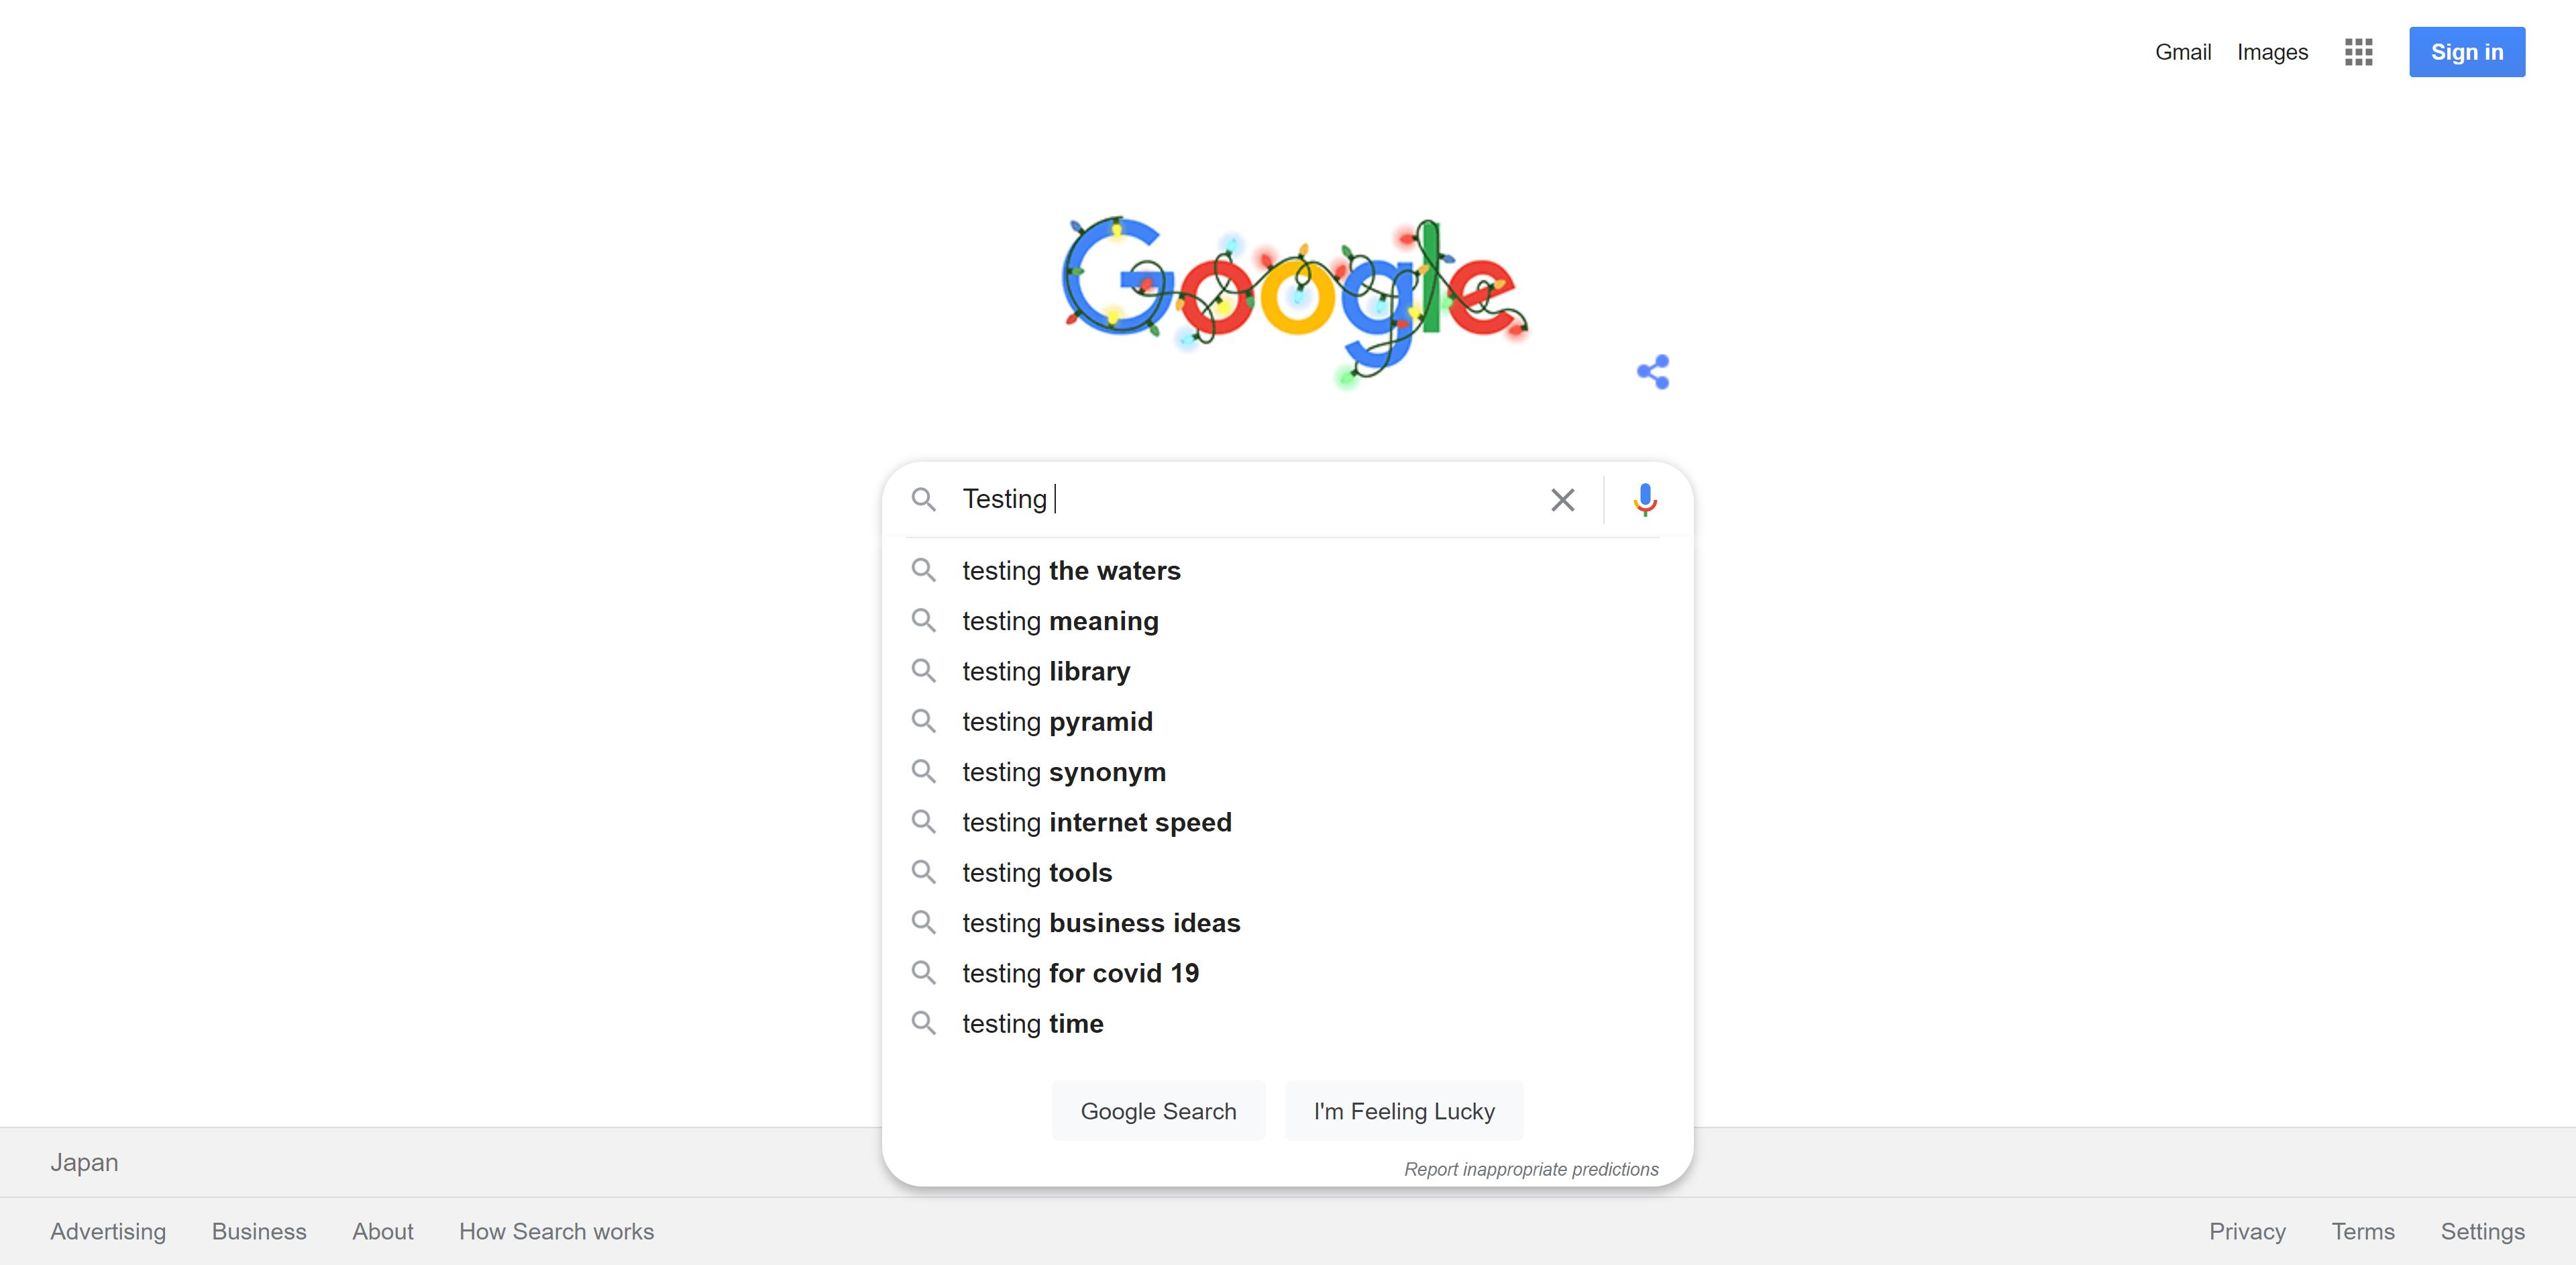 Gmail Images Sign in
Google
Testing
testing the waters
testing meaning
testing library
testing pyramid
testing synonym
testing internet speed
testing tools
testing business ideas
testing for covid 19
testing time
Google Search I'm Feeling Lucky
Report inappropriate predictions
Japan
Advertising Business About How Search works Privacy Terms Settings